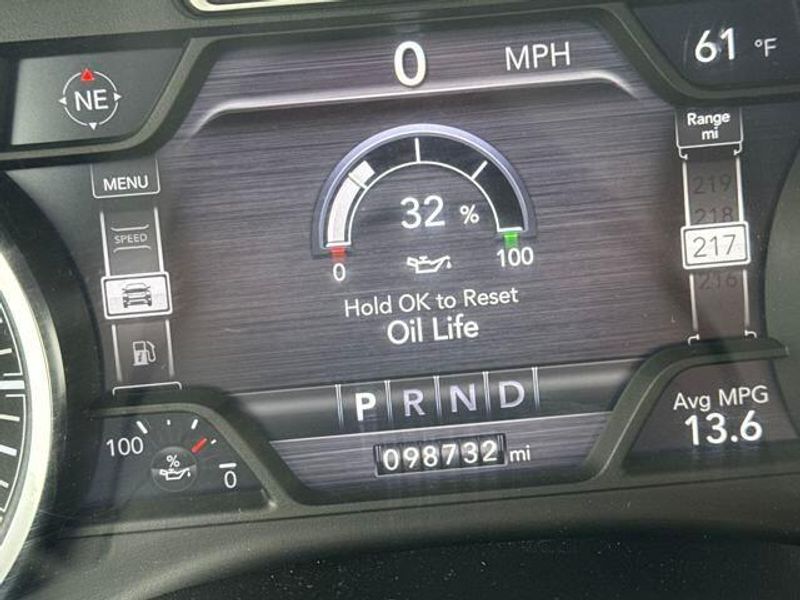 0 MPH
61 °F
NE
Range
mi
MENU
219
218
SPEED
32 %
217
216
0
100
Hold OK to Reset
Oil Life
P R N D
Avg MPG
13.6
100
%
0
098732 mi